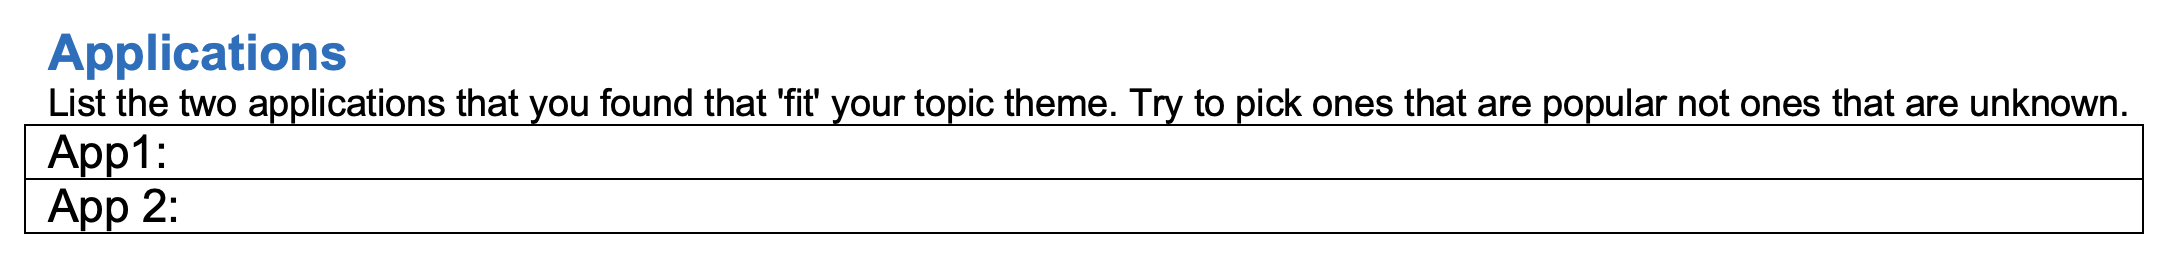 Applications
List the two applications that you found that 'fit' your topic theme. Try to pick ones that are popular not ones that are unknown.
App1:
App 2: